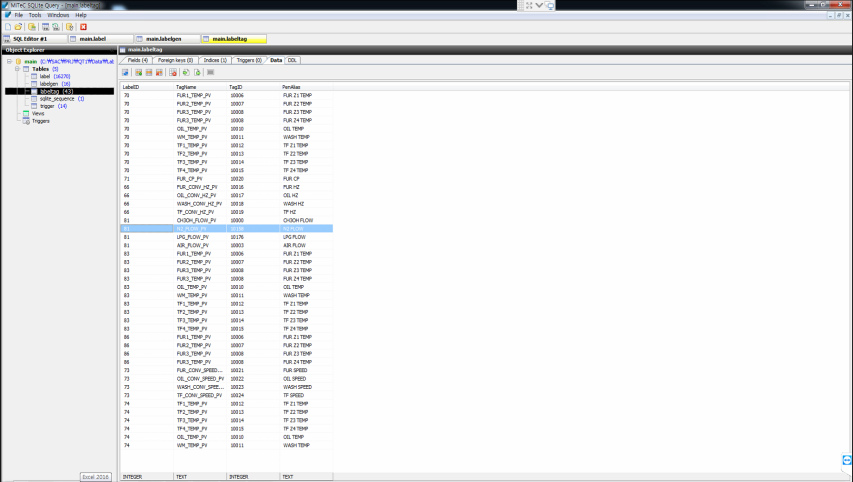 MiTeC SQLite Query - [main.labeltag]
File Tools Windows Help
SQL Editor #1 main.label main.labelgen main.labeltag
Object Explorer
main
Tables (5)
label (16270)
labelgen (16)
labeltag (43)
sqlite_sequence (1)
trigger (14)
Views
Triggers
main.labeltag
Fields (4) Foreign keys (0) Indices (1) Triggers (0) Data DDL
LabelID TagName TagID PenAlias
70 FUR1_TEMP_PV 10006 FUR Z1 TEMP
70 FUR2_TEMP_PV 10007 FUR Z2 TEMP
70 FUR3_TEMP_PV 10008 FUR Z3 TEMP
70 FUR3_TEMP_PV 10008 FUR Z4 TEMP
70 OIL_TEMP_PV 10010 OIL TEMP
70 WM_TEMP_PV 10011 WASH TEMP
70 TF1_TEMP_PV 10012 TF Z1 TEMP
70 TF2_TEMP_PV 10013 TF Z2 TEMP
70 TF3_TEMP_PV 10014 TF Z3 TEMP
70 TF4_TEMP_PV 10015 TF Z4 TEMP
71 FUR_CP_PV 10020 FUR CP
66 FUR_CONV_HZ_PV 10016 FUR HZ
66 OIL_CONV_HZ_PV 10017 OIL HZ
66 WASH_CONV_HZ_PV 10018 WASH HZ
66 TF_CONV_HZ_PV 10019 TF HZ
81 CH3OH_FLOW_PV 10000 CH3OH FLOW
81 N2_FLOW_PV N2 FLOW
81 LPG_FLOW_PV 10176 LPG FLOW
81 AIR_FLOW_PV 10003 AIR FLOW
83 FUR1_TEMP_PV 10006 FUR Z1 TEMP
83 FUR2_TEMP_PV 10007 FUR Z2 TEMP
83 FUR3_TEMP_PV 10008 FUR Z3 TEMP
83 FUR3_TEMP_PV 10008 FUR Z4 TEMP
83 OIL_TEMP_PV 10010 OIL TEMP
83 WM_TEMP_PV 10011 WASH TEMP
83 TF1_TEMP_PV 10012 TF Z1 TEMP
83 TF2_TEMP_PV 10013 TF Z2 TEMP
83 TF3_TEMP_PV 10014 TF Z3 TEMP
83 TF4_TEMP_PV 10015 TF Z4 TEMP
86 FUR1_TEMP_PV 10006 FUR Z1 TEMP
86 FUR2_TEMP_PV 10007 FUR Z2 TEMP
86 FUR3_TEMP_PV 10008 FUR Z3 TEMP
86 FUR3_TEMP_PV 10008 FUR Z4 TEMP
73 FUR_CONV_SPEED... 10021 FUR SPEED
73 OIL_CONV_SPEED_PV 10022 OIL SPEED
73 WASH_CONV_SPEE... 10023 WASH SPEED
73 TF_CONV_SPEED_PV 10024 TF SPEED
74 TF1_TEMP_PV 10012 TF Z1 TEMP
74 TF2_TEMP_PV 10013 TF Z2 TEMP
74 TF3_TEMP_PV 10014 TF Z3 TEMP
74 TF4_TEMP_PV 10015 TF Z4 TEMP
74 OIL_TEMP_PV 10010 OIL TEMP
74 WM_TEMP_PV 10011 WASH TEMP
Excel 2016
INTEGER TEXT INTEGER TEXT